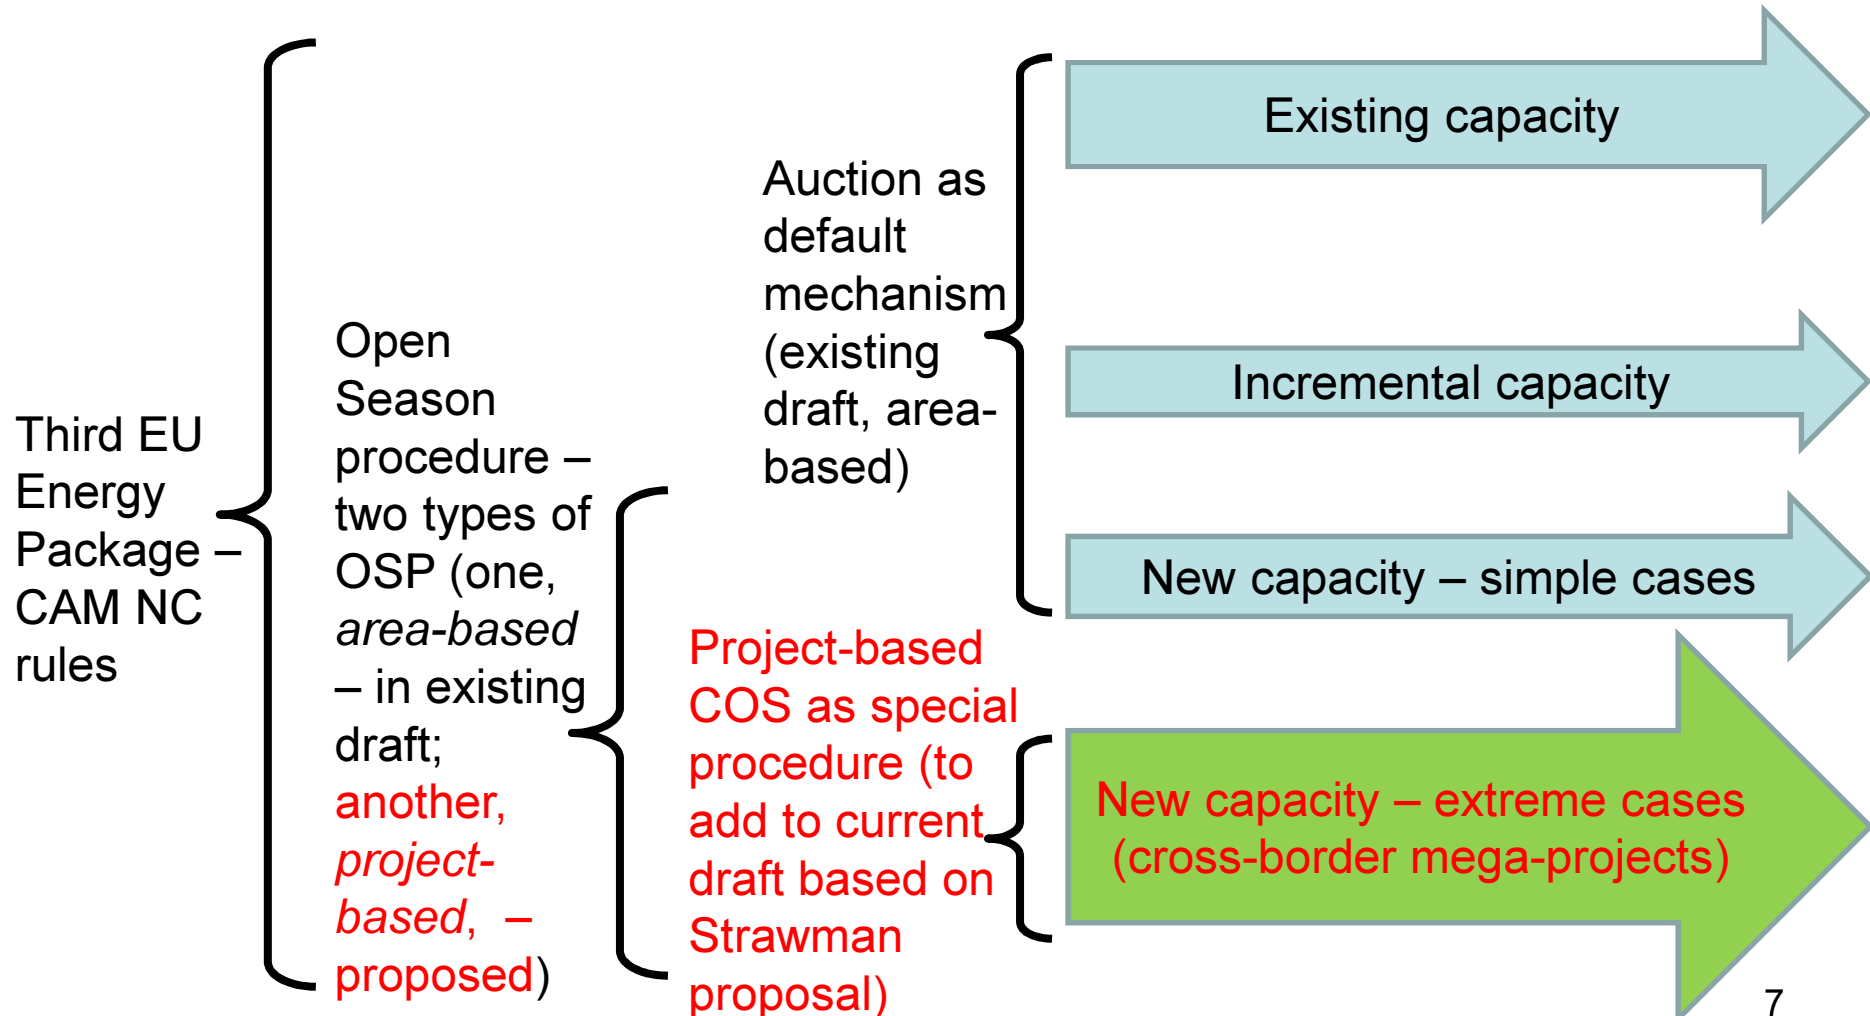 Third EU
Energy
Package –
CAM NC
rules
Open
Season
procedure –
two types of
OSP (one,
area-based
– in existing
draft;
another,
project-
based, –
proposed)
Auction as
default
mechanism
(existing
draft, area-
based)
Project-based
COS as special
procedure (to
add to current
draft based on
Strawman
proposal)
Existing capacity
Incremental capacity
New capacity – simple cases
New capacity – extreme cases
(cross-border mega-projects)
7